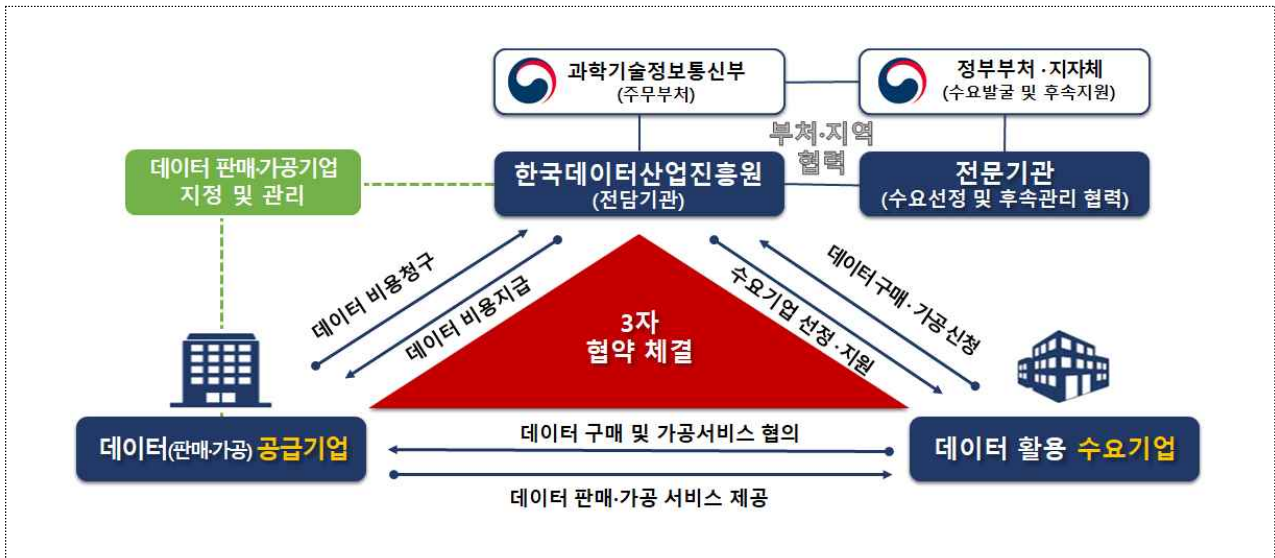 과학기술정보통신부
(주무부처)
정부부처·지자체
(수요발굴 및 후속지원)
부처·지역
협력
데이터 판매·가공기업
지정 및 관리
한국데이터산업진흥원
(전담기관)
전문기관
(수요선정 및 후속관리 협력)
데이터 비용청구
데이터 비용지급
수요기업 선정·지원
데이터 구매·가공 신청
3자
협약 체결
데이터(판매·가공) 공급기업
데이터 구매 및 가공서비스 협의
데이터 판매·가공 서비스 제공
데이터 활용 수요기업